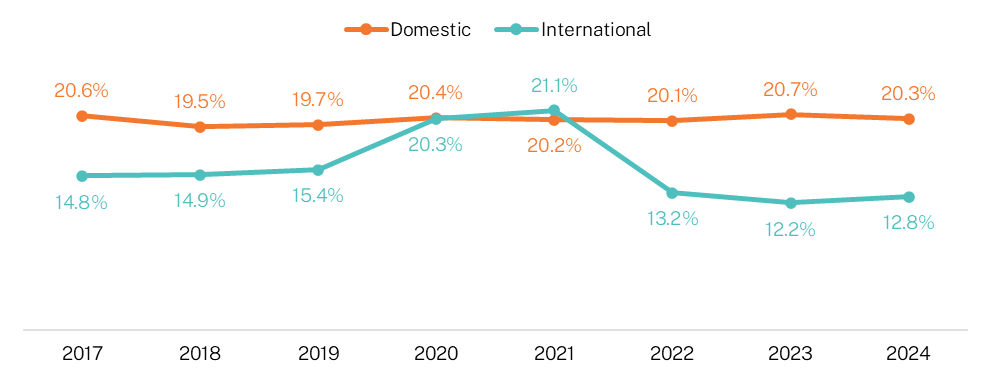 Domestic International
21.1%
20.6% 19.5% 19.7% 20.4% 20.1% 20.7% 20.3%
14.8% 14.9% 15.4% 20.3% 20.2% 13.2% 12.2% 12.8%
2017 2018 2019 2020 2021 2022 2023 2024